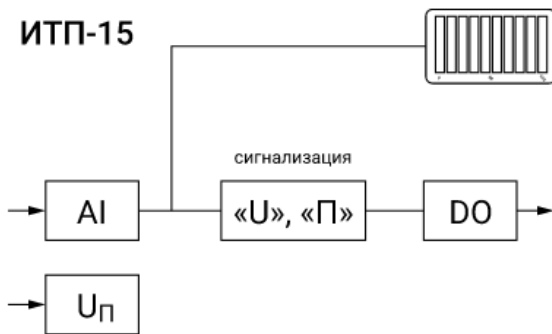 ИТП-15
сигнализация
AI
«U», «П»
DO
Uп